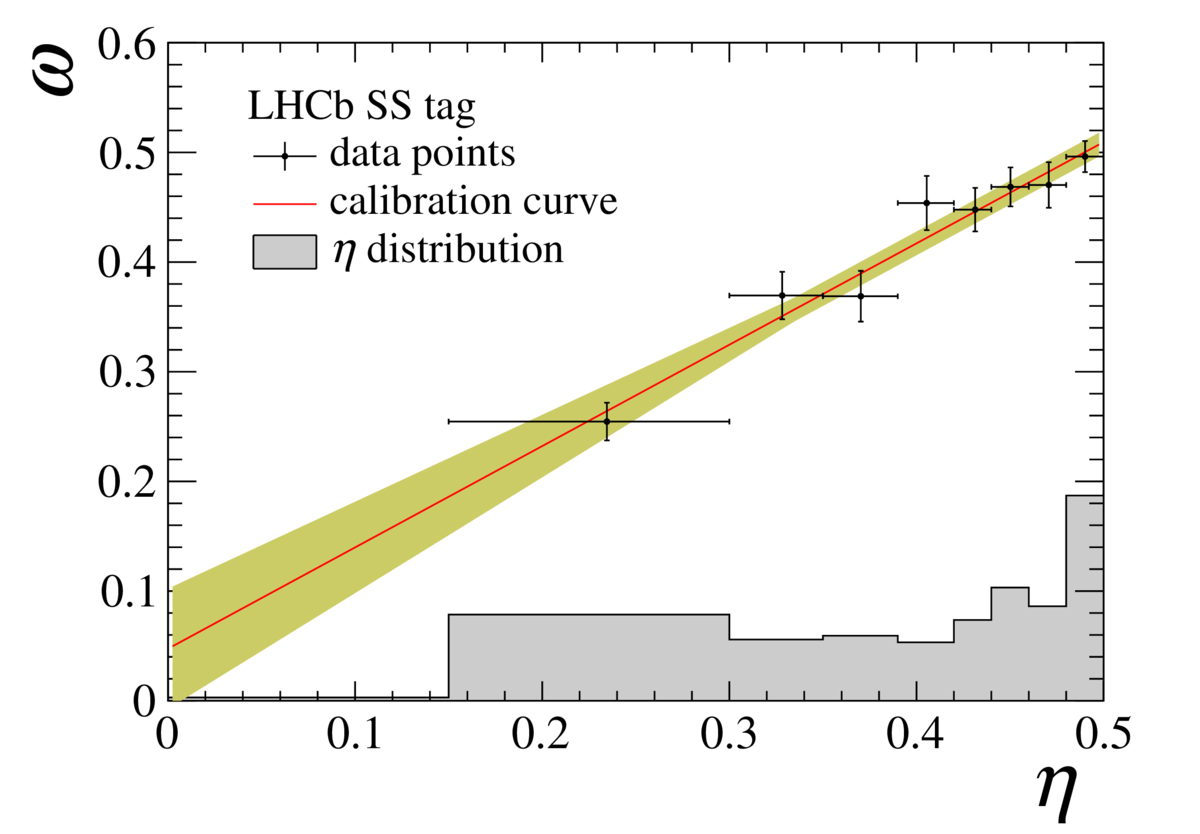 ω
0.6
0.5
0.4
0.3
0.2
0.1
0
LHCb SS tag
data points
calibration curve
η distribution
0 0.1 0.2 0.3 0.4 0.5
η